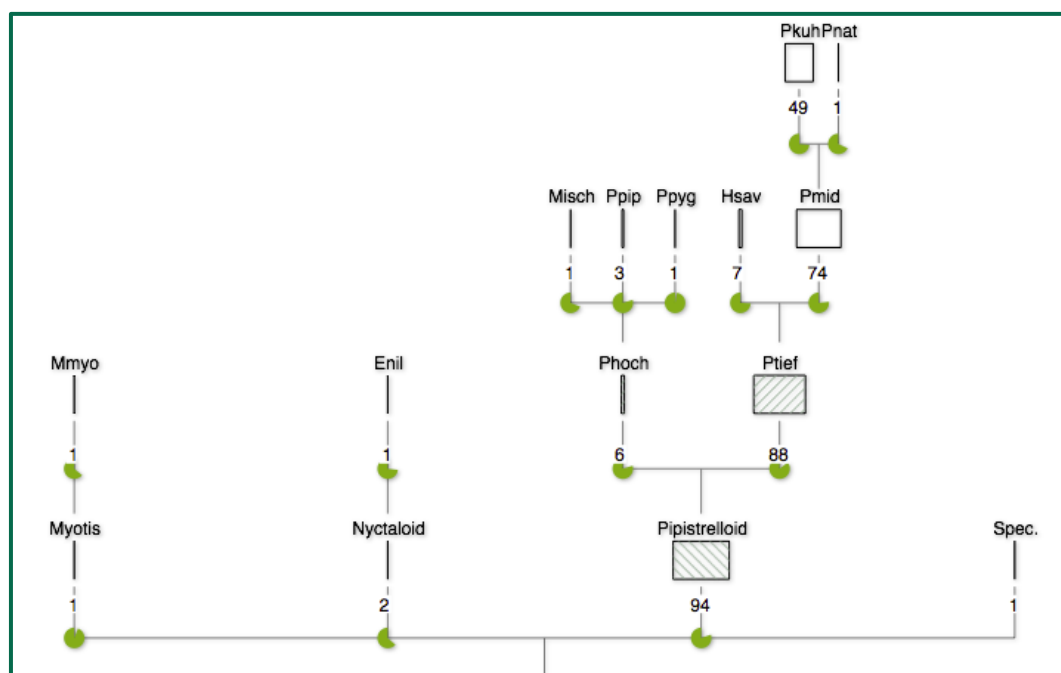 Pkuh Pnat
49 1
Misch Ppip Ppyg Hsav Pmid
1 3 1 7 74
Mmyo Enil Phoch Ptief
1 1 6 88
Myotis Nyctaloid Pipistrelloid Spec.
1 2 94 1